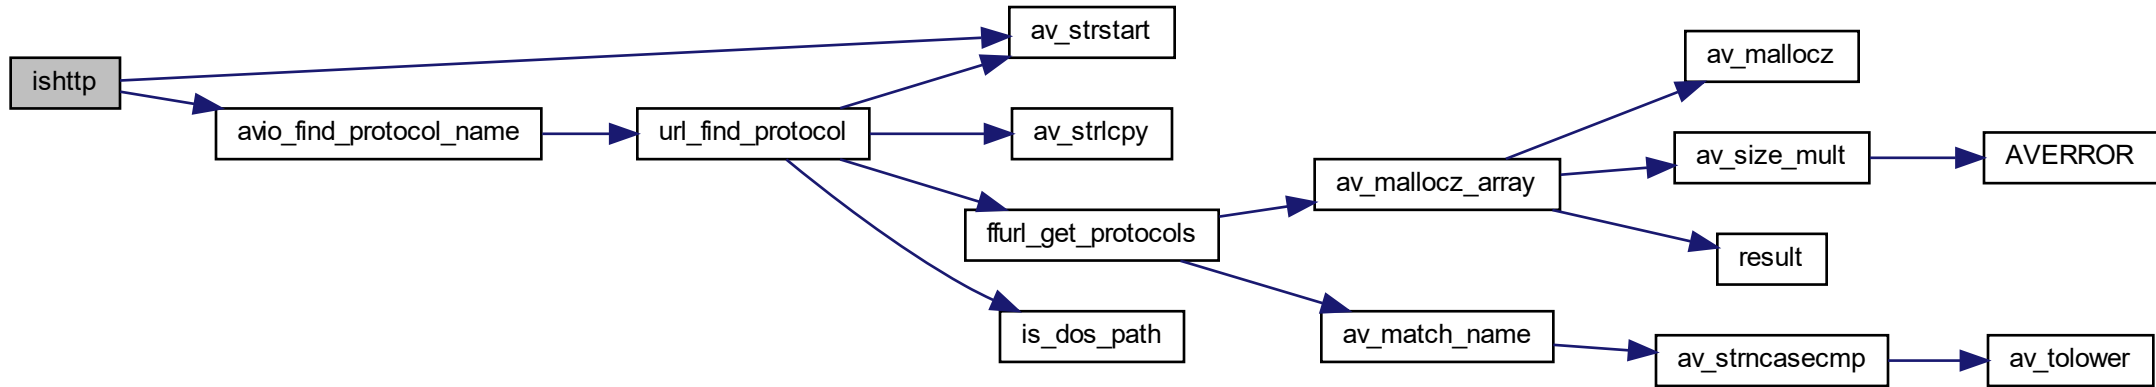 ishttp
av_strstart
avio_find_protocol_name
url_find_protocol
av_strlcpy
ffurl_get_protocols
is_dos_path
av_mallocz_array
av_match_name
av_mallocz
av_size_mult
result
av_strncasecmp
AVERROR
av_tolower